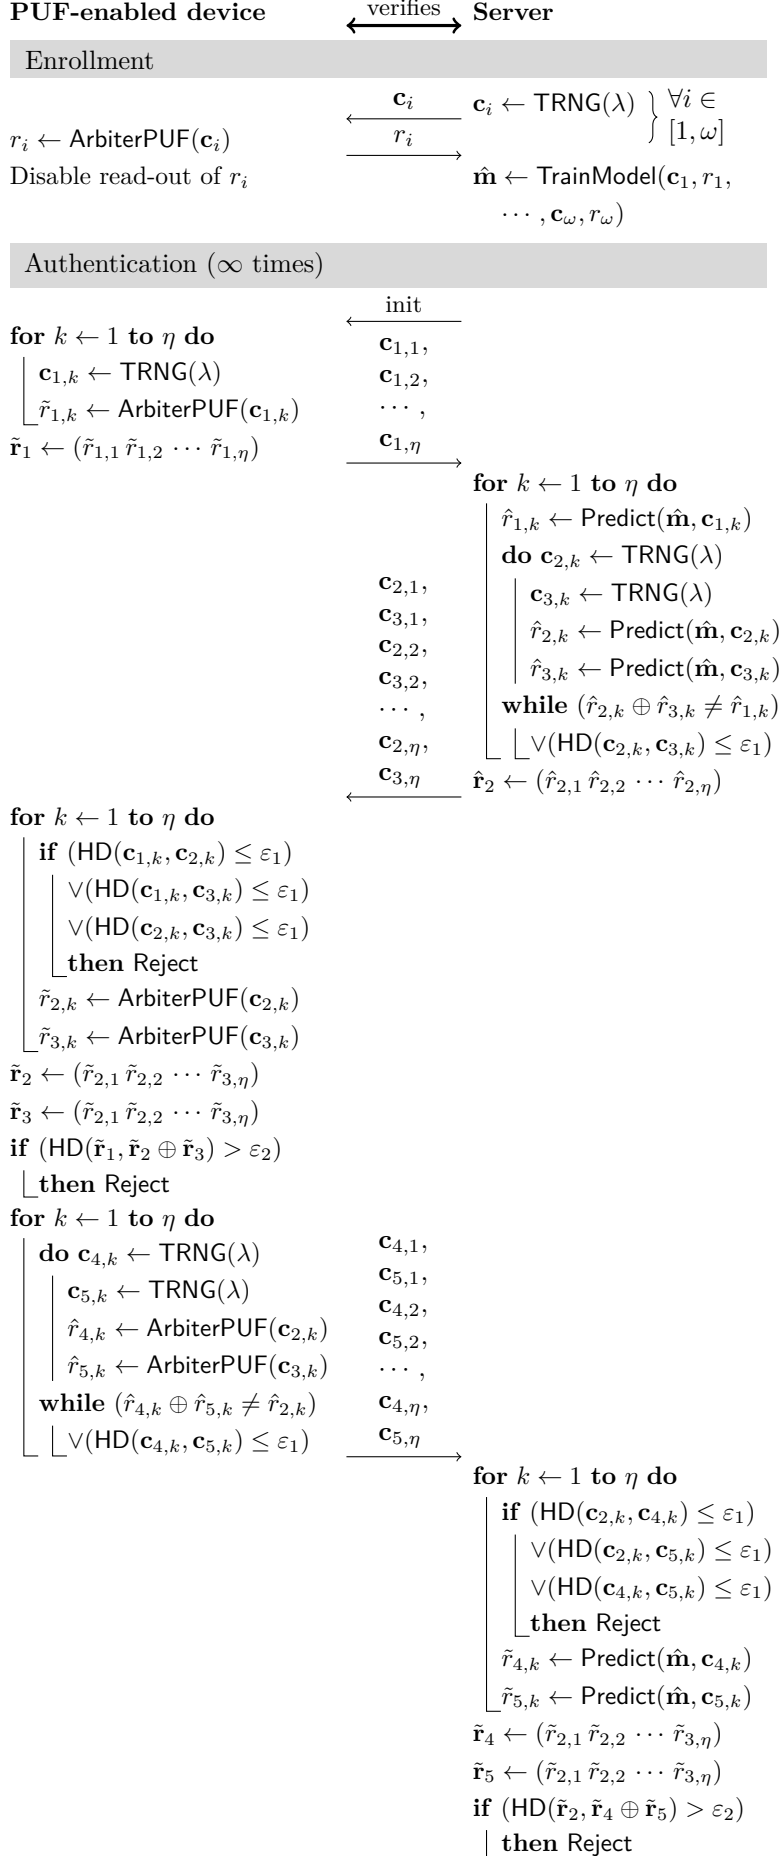 PUF-enabled device verifies Server
Enrollment
c_i c_i ← TRNG(λ) } ∀i ∈
r_i ← ArbiterPUF(c_i) r_i [1, ω]
Disable read-out of r_i m̂ ← TrainModel(c_1, r_1,
⋯ , c_ω, r_ω)
Authentication (∞ times)
init
for k ← 1 to η do
c_{1,k} ← TRNG(λ)
r̃_{1,k} ← ArbiterPUF(c_{1,k})
r̃_1 ← (r̃_{1,1} r̃_{1,2} ⋯ r̃_{1,η})
c_{1,1},
c_{1,2},
⋯ ,
c_{1,η}
for k ← 1 to η do
r̂_{1,k} ← Predict(m̂, c_{1,k})
do c_{2,k} ← TRNG(λ)
c_{3,k} ← TRNG(λ)
r̂_{2,k} ← Predict(m̂, c_{2,k})
r̂_{3,k} ← Predict(m̂, c_{3,k})
while (r̂_{2,k} ⊕ r̂_{3,k} ≠ r̂_{1,k})
∨(HD(c_{2,k}, c_{3,k}) ≤ ε_1)
r̂_2 ← (r̂_{2,1} r̂_{2,2} ⋯ r̂_{2,η})
c_{2,1},
c_{3,1},
c_{2,2},
c_{3,2},
⋯ ,
c_{2,η},
c_{3,η}
for k ← 1 to η do
if (HD(c_{1,k}, c_{2,k}) ≤ ε_1)
∨(HD(c_{1,k}, c_{3,k}) ≤ ε_1)
∨(HD(c_{2,k}, c_{3,k}) ≤ ε_1)
then Reject
r̃_{2,k} ← ArbiterPUF(c_{2,k})
r̃_{3,k} ← ArbiterPUF(c_{3,k})
r̃_2 ← (r̃_{2,1} r̃_{2,2} ⋯ r̃_{3,η})
r̃_3 ← (r̃_{2,1} r̃_{2,2} ⋯ r̃_{3,η})
if (HD(r̃_1, r̃_2 ⊕ r̃_3) > ε_2)
then Reject
for k ← 1 to η do
do c_{4,k} ← TRNG(λ)
c_{5,k} ← TRNG(λ)
r̂_{4,k} ← ArbiterPUF(c_{2,k})
r̂_{5,k} ← ArbiterPUF(c_{3,k})
while (r̂_{4,k} ⊕ r̂_{5,k} ≠ r̂_{2,k})
∨(HD(c_{4,k}, c_{5,k}) ≤ ε_1)
c_{4,1},
c_{5,1},
c_{4,2},
c_{5,2},
⋯ ,
c_{4,η},
c_{5,η}
for k ← 1 to η do
if (HD(c_{2,k}, c_{4,k}) ≤ ε_1)
∨(HD(c_{2,k}, c_{5,k}) ≤ ε_1)
∨(HD(c_{4,k}, c_{5,k}) ≤ ε_1)
then Reject
r̃_{4,k} ← Predict(m̂, c_{4,k})
r̃_{5,k} ← Predict(m̂, c_{5,k})
r̃_4 ← (r̃_{2,1} r̃_{2,2} ⋯ r̃_{3,η})
r̃_5 ← (r̃_{2,1} r̃_{2,2} ⋯ r̃_{3,η})
if (HD(r̃_2, r̃_4 ⊕ r̃_5) > ε_2)
then Reject